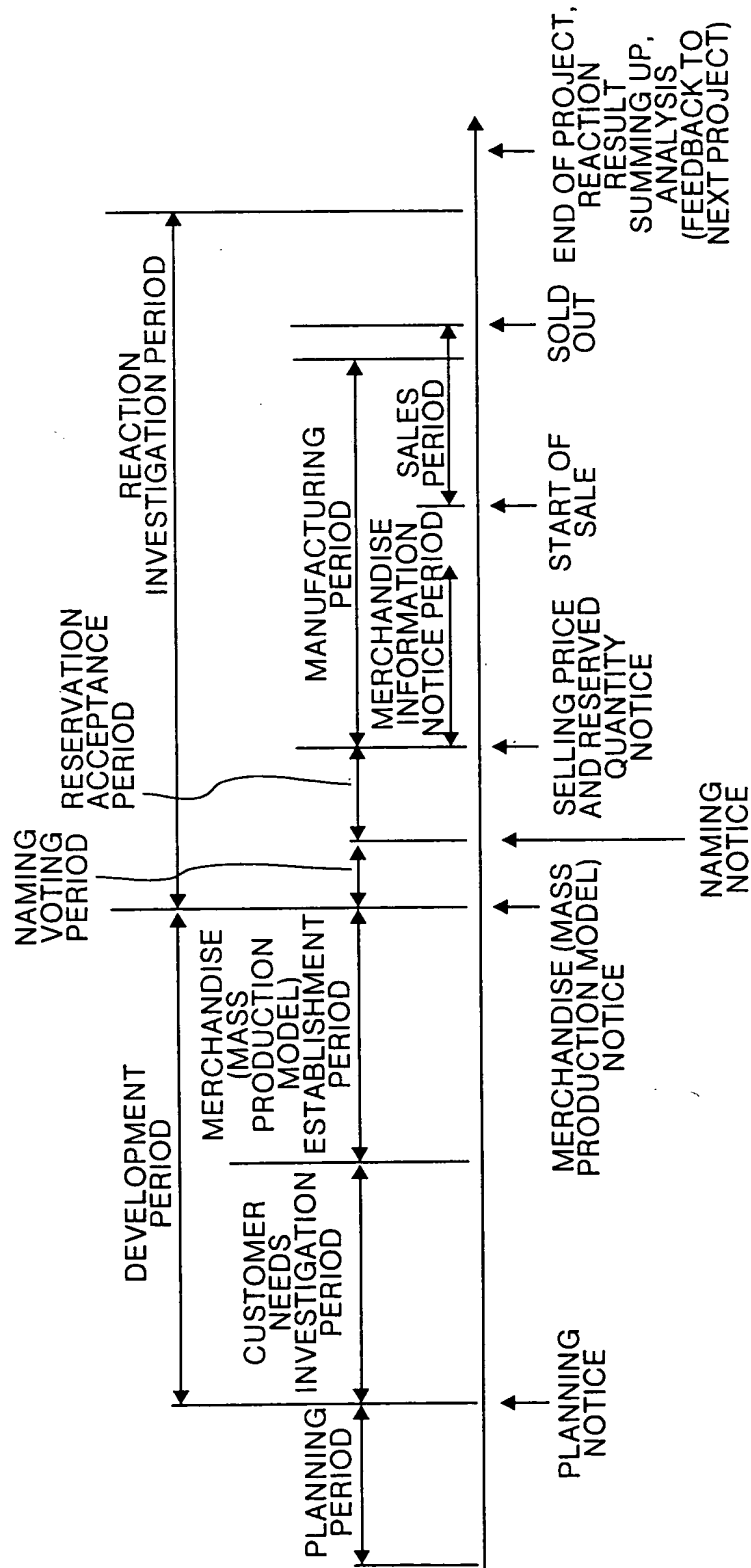 REACTION
INVESTIGATION PERIOD
RESERVATION
ACCEPTANCE
PERIOD
NAMING
VOTING
PERIOD
DEVELOPMENT
PERIOD
MANUFACTURING
PERIOD
MERCHANDISE
(MASS
PRODUCTION
MODEL)
ESTABLISHMENT
PERIOD
CUSTOMER
NEEDS
INVESTIGATION
PERIOD
PLANNING
PERIOD
MERCHANDISE
INFORMATION
NOTICE PERIOD
SALES
PERIOD
PLANNING
NOTICE
MERCHANDISE (MASS
PRODUCTION MODEL)
NOTICE
NAMING
NOTICE
SELLING PRICE
AND RESERVED
QUANTITY
NOTICE
START OF
SALE
SOLD
OUT
END OF PROJECT,
REACTION
RESULT
SUMMING UP,
ANALYSIS
(FEEDBACK TO
NEXT PROJECT)